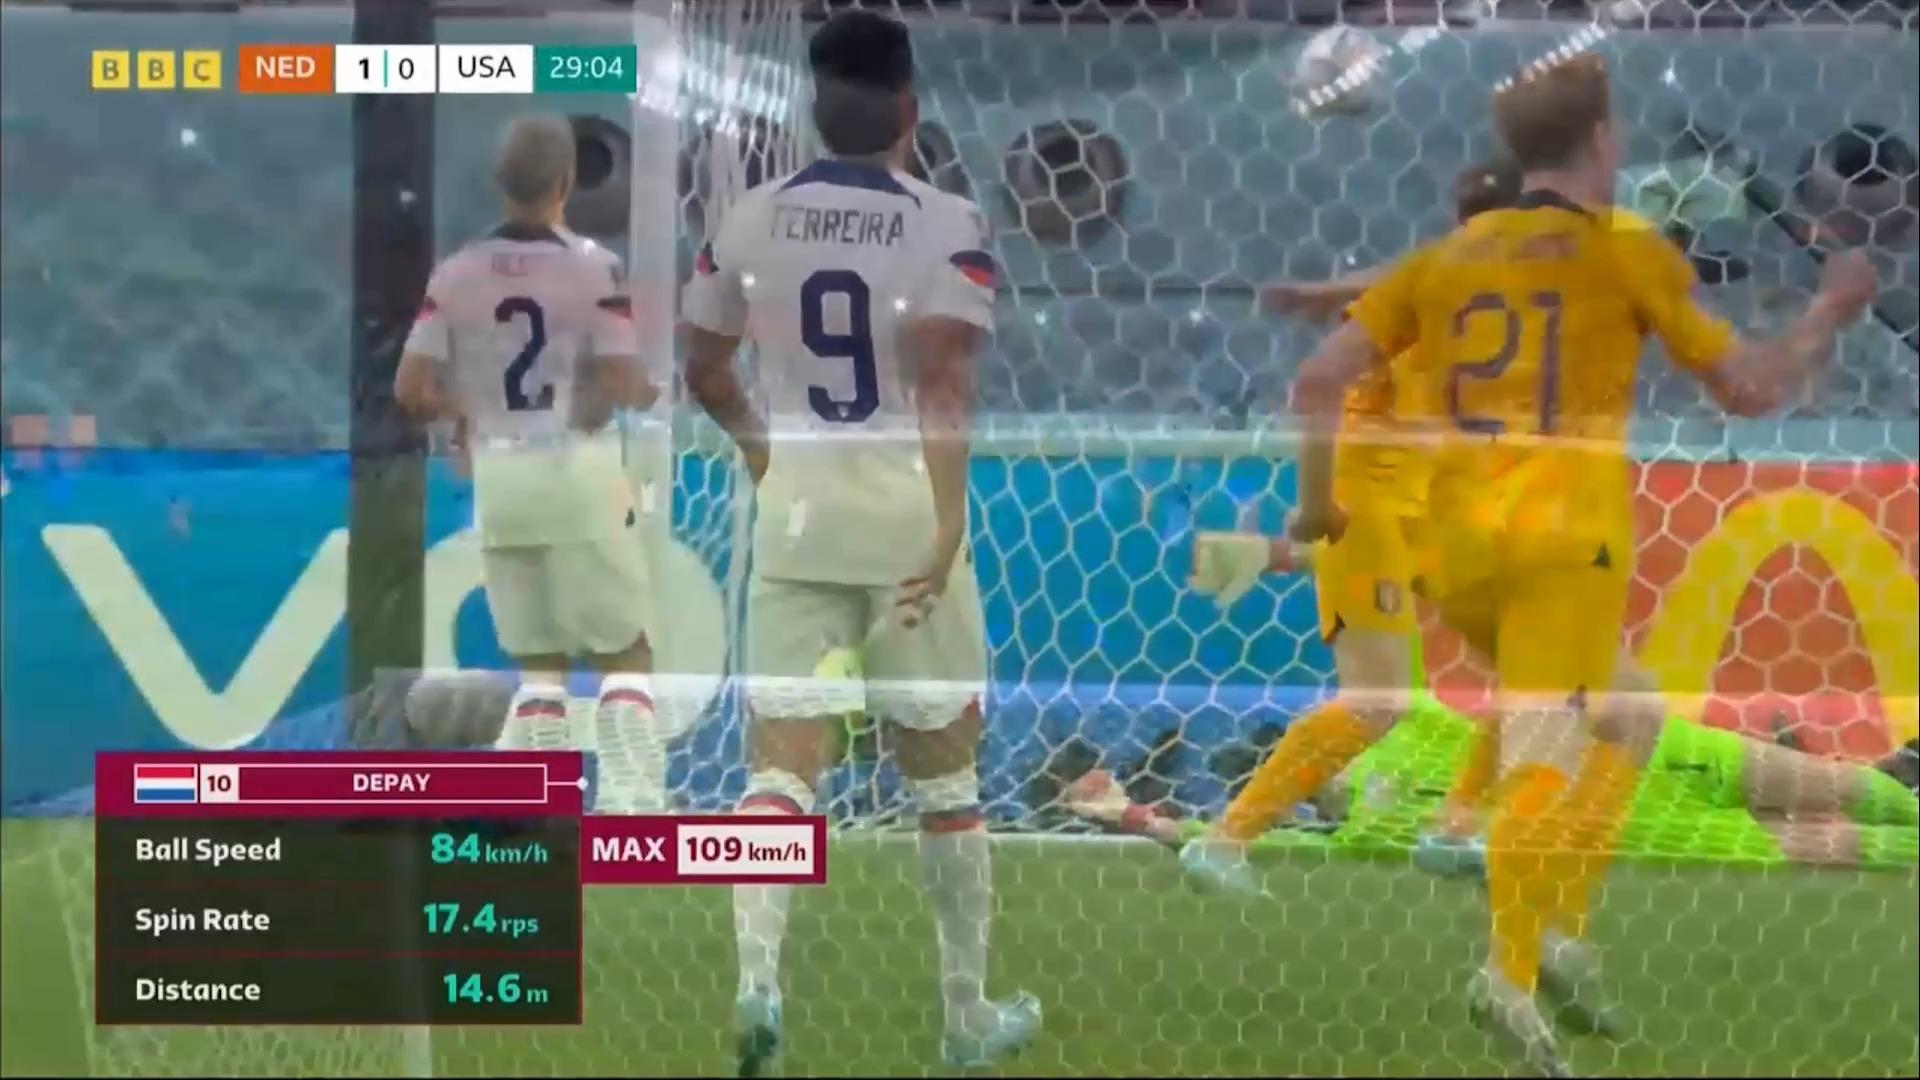 BBC NED 1 0 USA 29:04
FERREIRA
2
9
21
VO
10 DEPAY
Ball Speed 84 km/h MAX 109 km/h
Spin Rate 17.4 rps
Distance 14.6 m